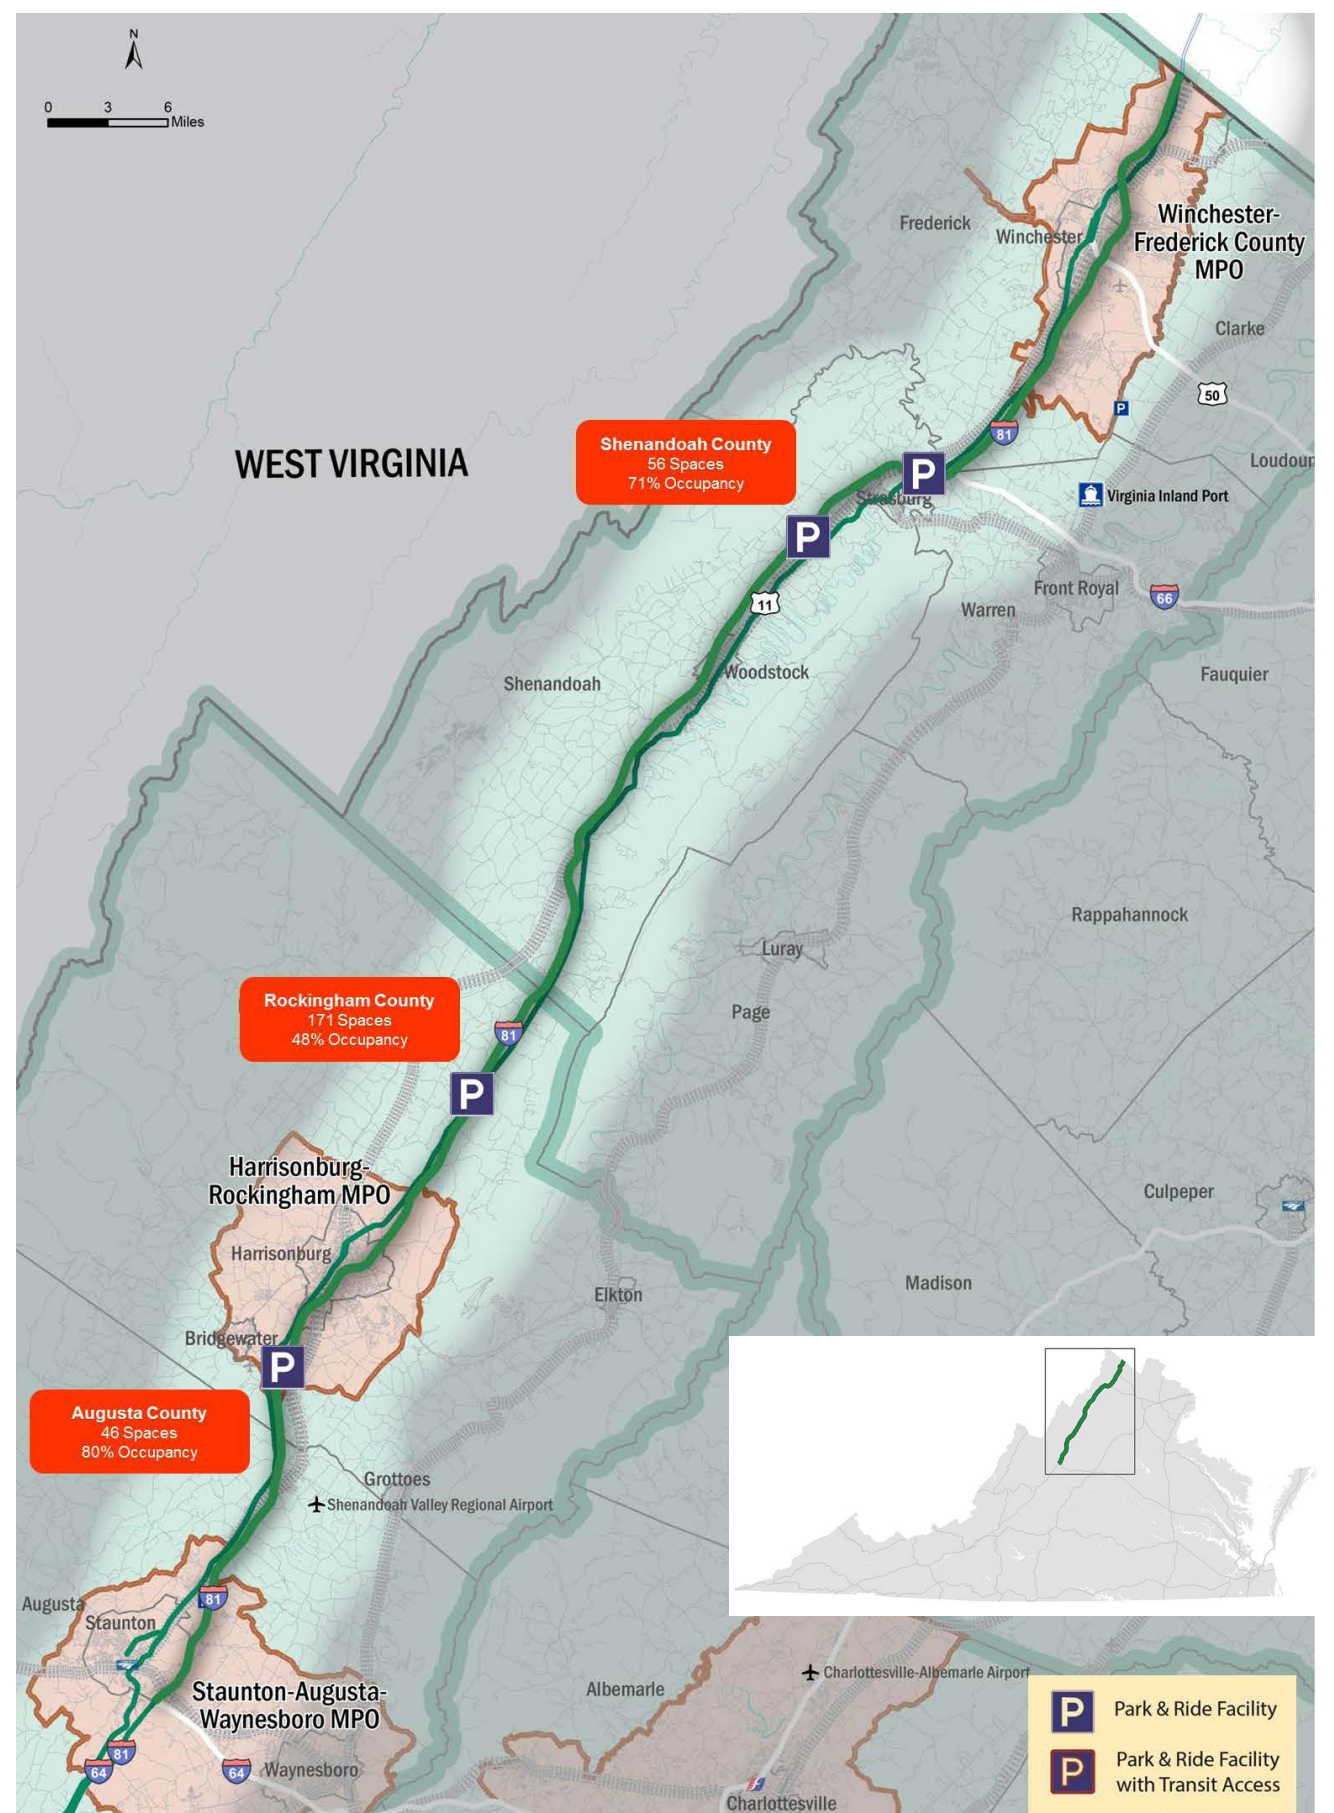 N
0 3 6
Miles
Winchester-
Frederick County
MPO
Frederick
Winchester
Clarke
50
81
Loudoun
P
Shenandoah County
56 Spaces
71% Occupancy
WEST VIRGINIA
P
Strasburg
Virginia Inland Port
P
11
Front Royal
66
Warren
Woodstock
Fauquier
Shenandoah
Rappahannock
Luray
Page
Rockingham County
171 Spaces
48% Occupancy
81
P
Harrisonburg-
Rockingham MPO
Culpeper
Harrisonburg
Madison
Elkton
Bridgewater
P
Augusta County
46 Spaces
80% Occupancy
Grottoes
Shenandoah Valley Regional Airport
81
Augusta
Staunton
Staunton-Augusta-
Waynesboro MPO
Albemarle
Charlottesville-Albemarle Airport
81
64
64
Waynesboro
Charlottesville
P Park & Ride Facility
P Park & Ride Facility
with Transit Access